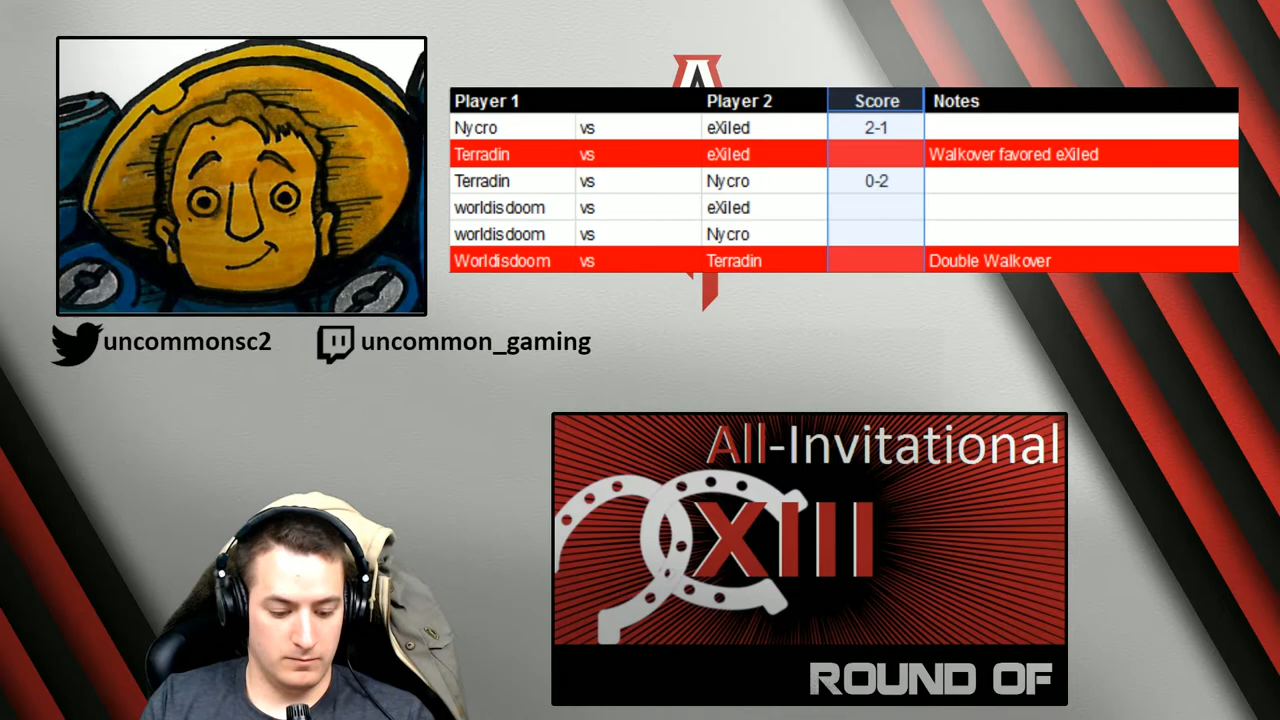 Player 1 Player 2 Score Notes
Nycro vs eXiled 2-1
Terradin vs eXiled Walkover favored eXiled
Terradin vs Nycro 0-2
worldisdoom vs eXiled
worldisdoom vs Nycro
Worldisdoom vs Terradin Double Walkover
uncommonsc2 uncommon_gaming
All-Invitational
XIII
ROUND OF